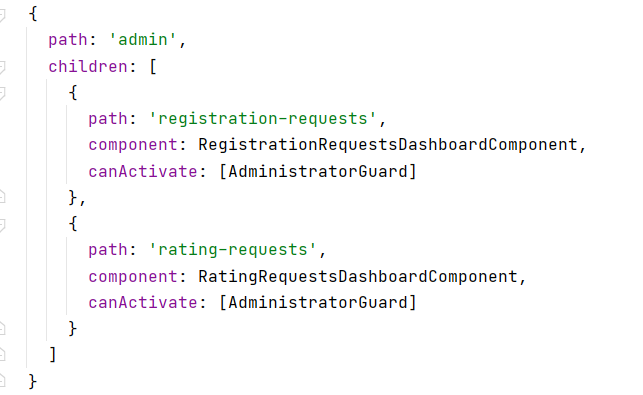 {
  path: 'admin',
  children: [
    {
      path: 'registration-requests',
      component: RegistrationRequestsDashboardComponent,
      canActivate: [AdministratorGuard]
    },
    {
      path: 'rating-requests',
      component: RatingRequestsDashboardComponent,
      canActivate: [AdministratorGuard]
    }
  ]
}